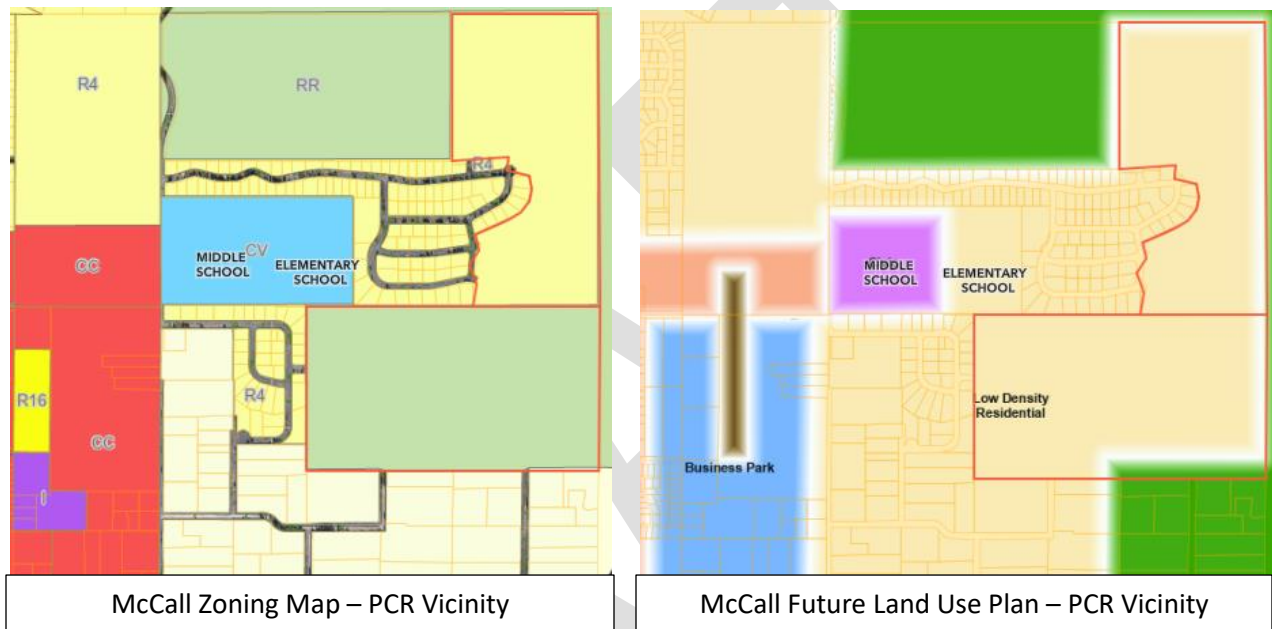 R4
RR
R4
CC
CV
MIDDLE
SCHOOL
ELEMENTARY
SCHOOL
R16
R4
CC
I
McCall Zoning Map – PCR Vicinity
MIDDLE
SCHOOL
ELEMENTARY
SCHOOL
Low Density
Residential
Business Park
McCall Future Land Use Plan – PCR Vicinity